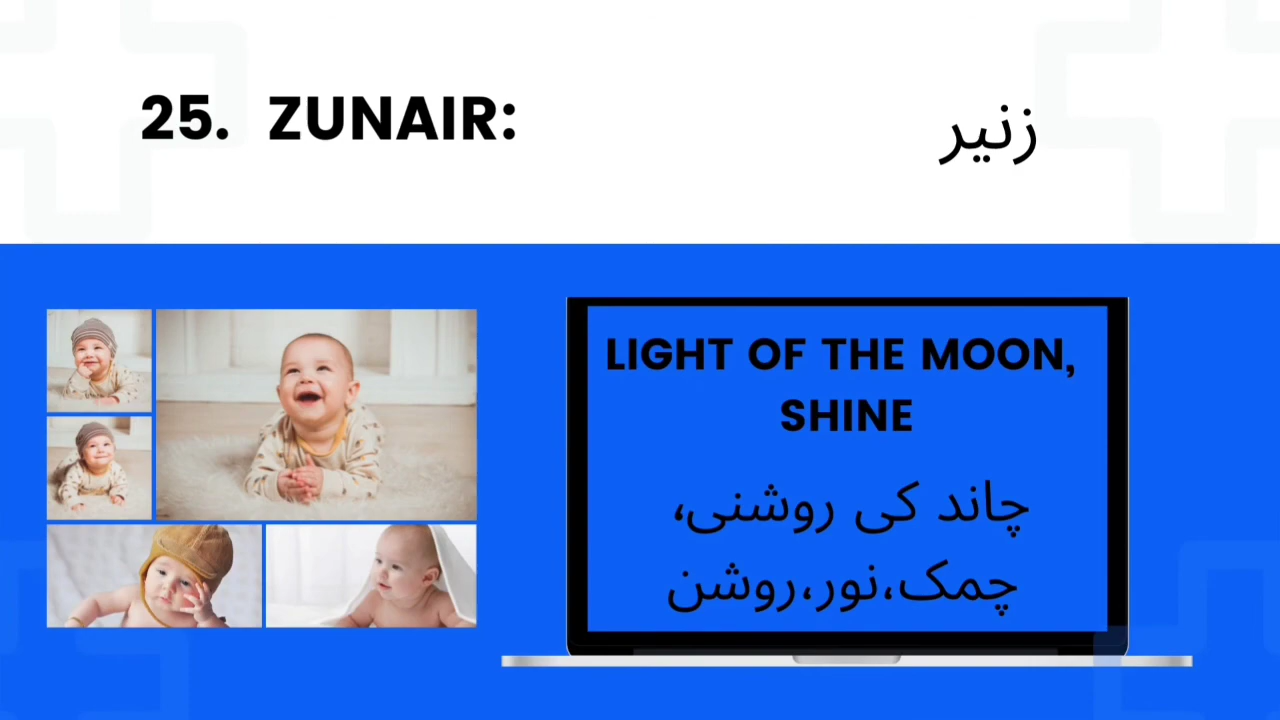 25. ZUNAIR:
زنیر
LIGHT OF THE MOON,
SHINE
چاند کی روشنی،
چمک،نور،روشن